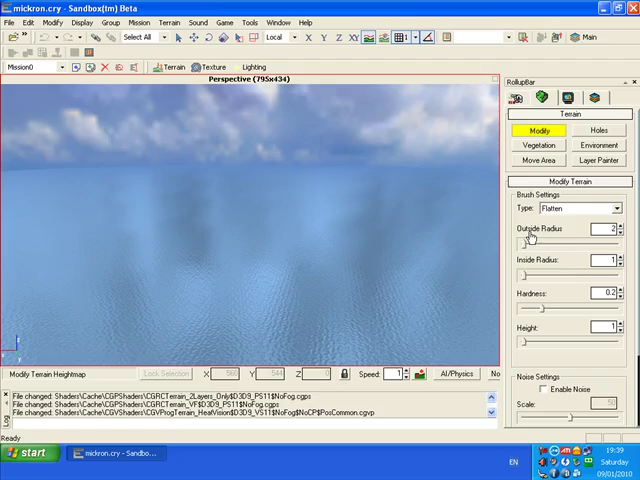 mickron.cry - Sandbox(tm) Beta
File Edit Modify Display Group Mission Terrain Sound Game Tools Window Help
Select All X Y Z XY Local 1 Main
Mission0 Terrain Texture Lighting
Perspective (795x434)
RollupBar
Terrain
Modify Holes
Vegetation Environment
Move Area Layer Painter
Modify Terrain
Brush Settings
Type: Flatten
Outside Radius 2
Inside Radius: 1
Hardness: 0.2
Height: 1
Noise Settings
Enable Noise
Scale: 50
Modify Terrain Heightmap Lock Selection X 560 Y 544 Z 0 Speed: 1 AI/Physics No
File changed: Shaders\Cache\CGPShaders\CGRCTerrain_2Layers_Only$D3D9_PS11$NoFog.cgps
File changed: Shaders\Cache\CGPShaders\CGRCTerrain_VF$D3D9_PS11$NoFog.cgps
File changed: Shaders\Cache\CGVShaders\CGVProgTerrain_HeatVision$D3D9_VS11$NoFog$NoCP$PosCommon.cgvp
Log
Ready
start mickron.cry - Sandbo... EN
19:39
Saturday
09/01/2010